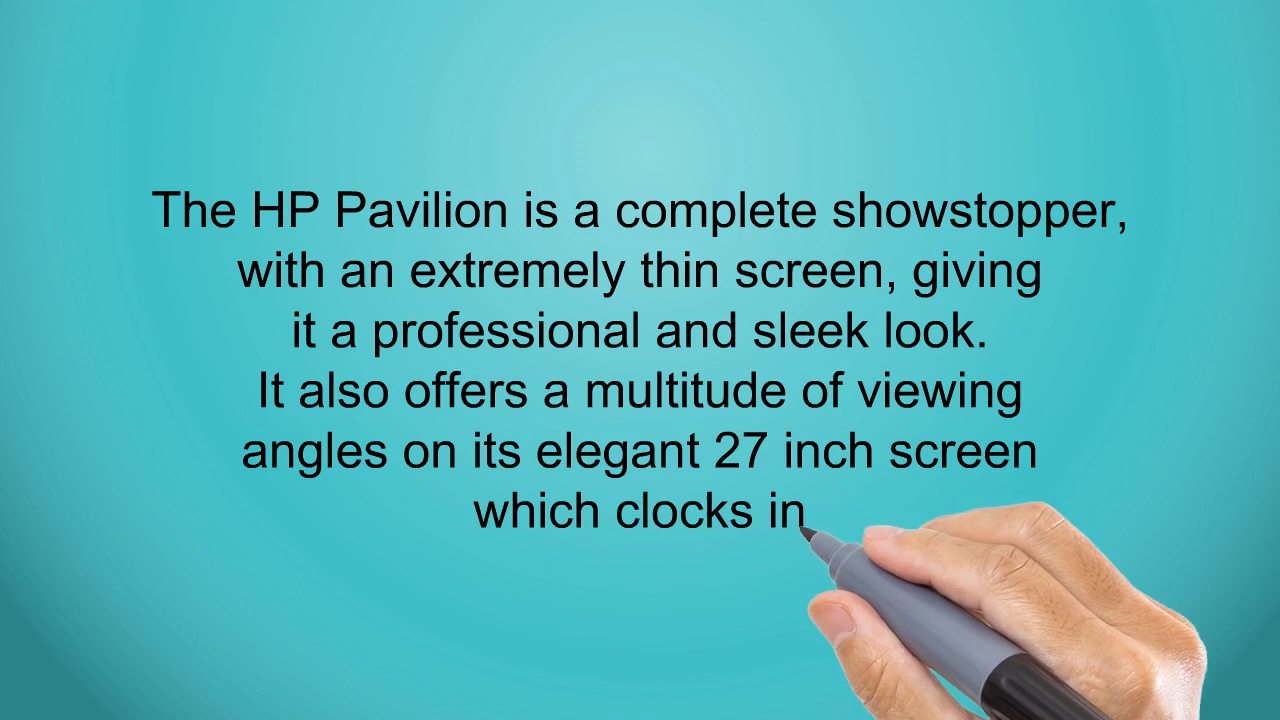 The HP Pavilion is a complete showstopper,
with an extremely thin screen, giving
it a professional and sleek look.
It also offers a multitude of viewing
angles on its elegant 27 inch screen
which clocks in